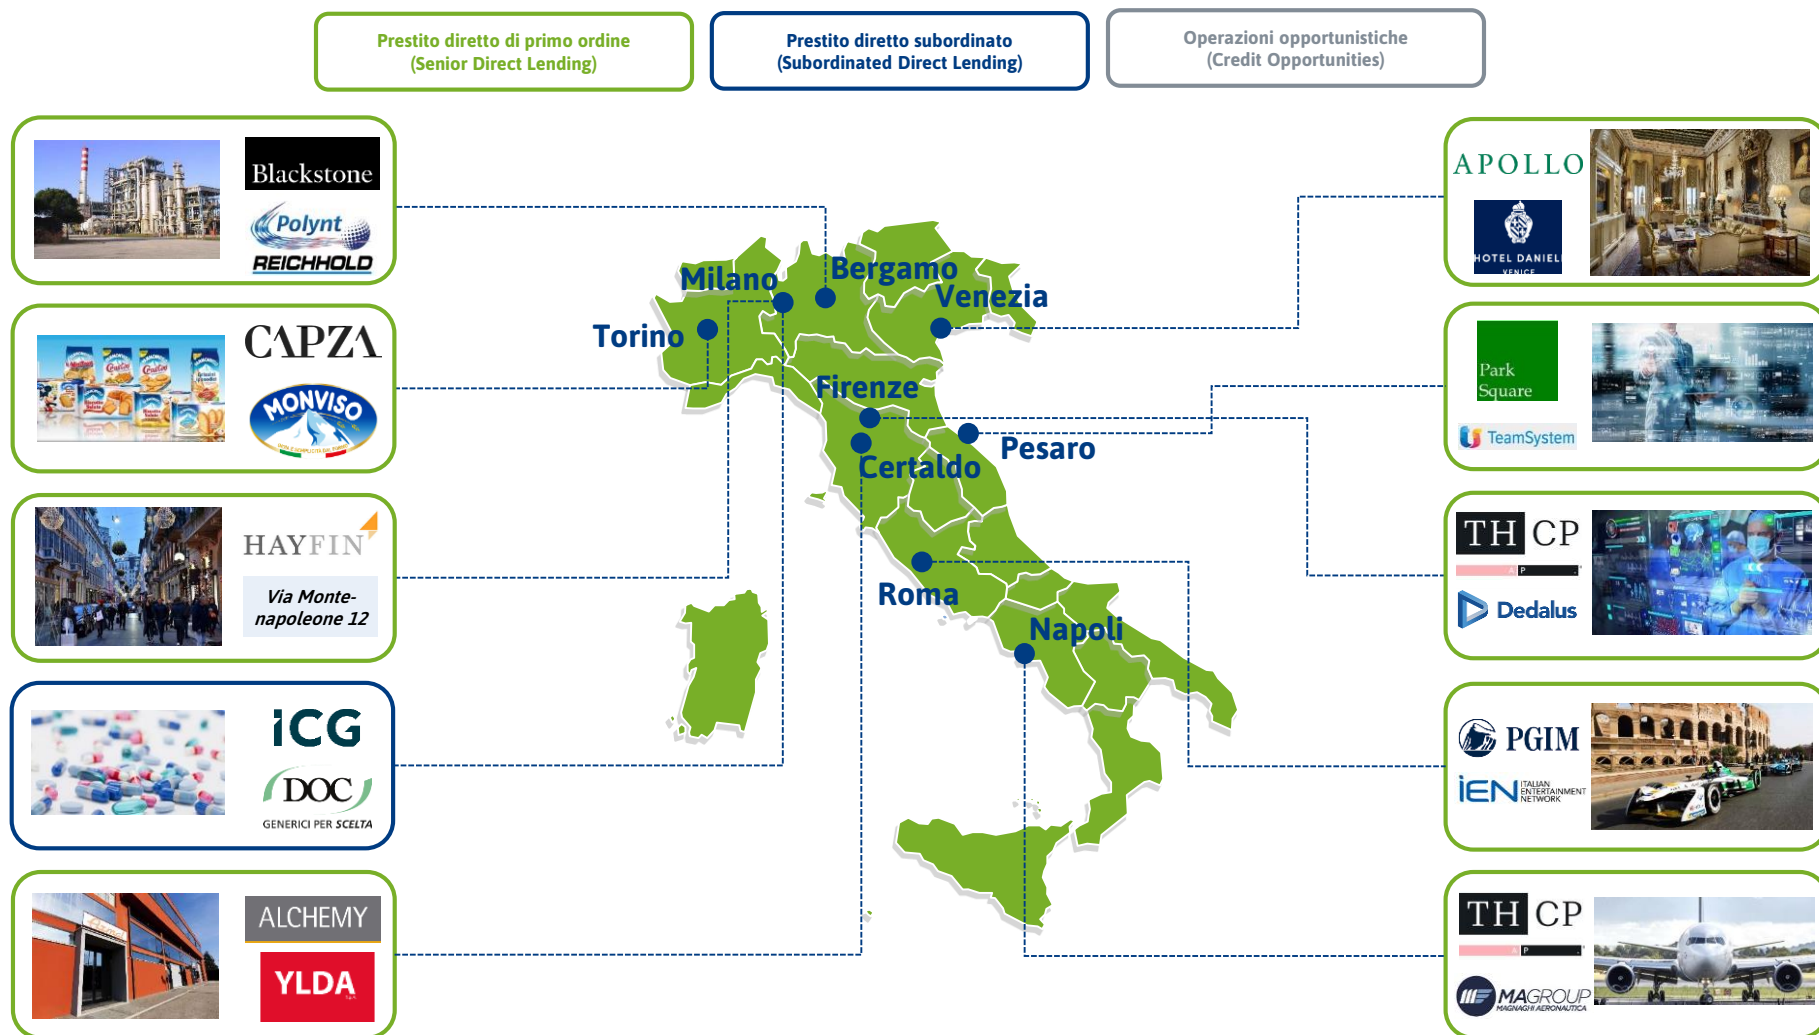 Prestito diretto di primo ordine
(Senior Direct Lending)
Prestito diretto subordinato
(Subordinated Direct Lending)
Operazioni opportunistiche
(Credit Opportunities)
Blackstone
Polynt
REICHHOLD
CAPZA
MONVISO
HAYFIN
Via Monte-
napoleone 12
iCG
DOC
GENERICI PER SCELTA
ALCHEMY
YLDA
Milano
Bergamo
Venezia
Torino
Firenze
Certaldo
Pesaro
Roma
Napoli
APOLLO
HOTEL DANIELI
VENICE
Park
Square
TeamSystem
TH CP
A P
Dedalus
PGIM
iEN ITALIAN
ENTERTAINMENT
NETWORK
TH CP
A P
MAGROUP
MAGNAGHI AERONAUTICA